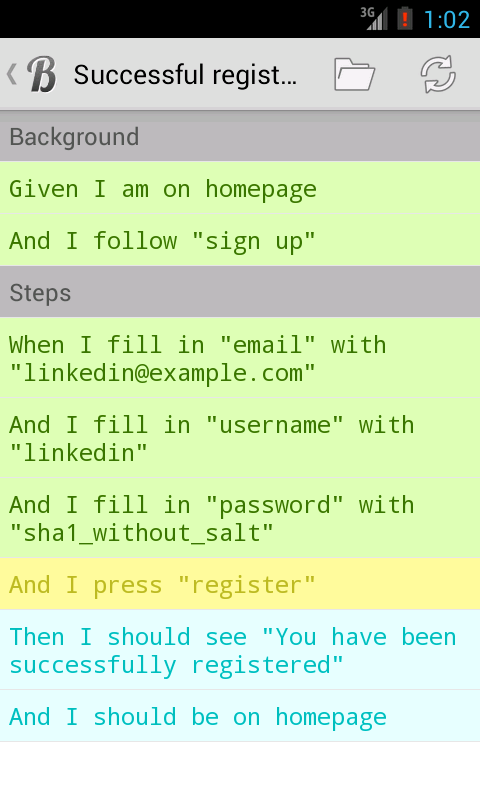 3G 1:02
B Successful regist...
Background
Given I am on homepage
And I follow "sign up"
Steps
When I fill in "email" with
"linkedin@example.com"
And I fill in "username" with
"linkedin"
And I fill in "password" with
"sha1_without_salt"
And I press "register"
Then I should see "You have been
successfully registered"
And I should be on homepage